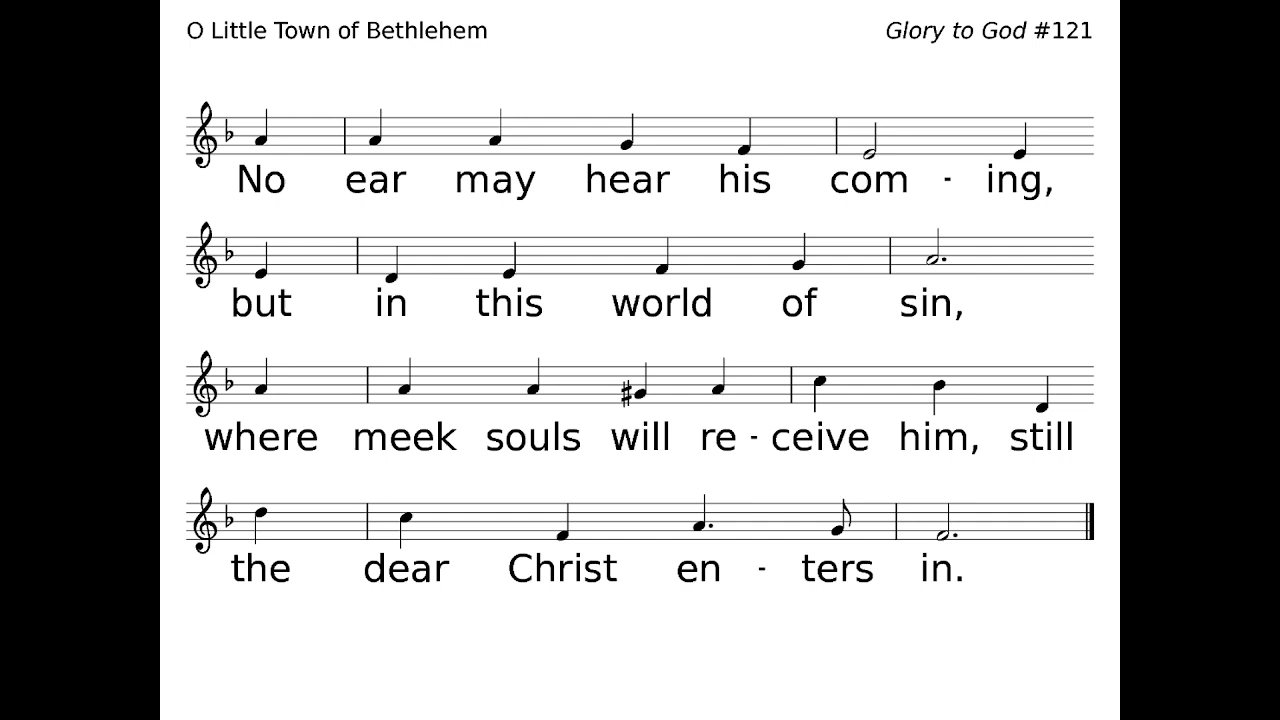 O Little Town of Bethlehem
Glory to God #121
No ear may hear his com - ing,
but in this world of sin,
where meek souls will re - ceive him, still
the dear Christ en - ters in.